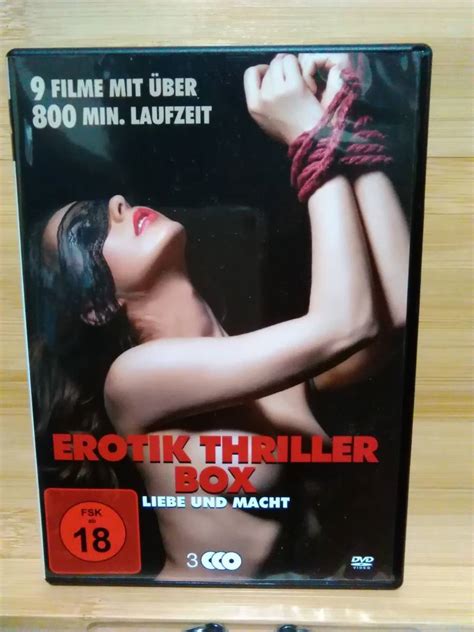 9 FILME MIT ÜBER
800 MIN. LAUFZEIT
EROTIK THRILLER
BOX
LIEBE UND MACHT
FSK
ab
18
3
DVD
VIDEO